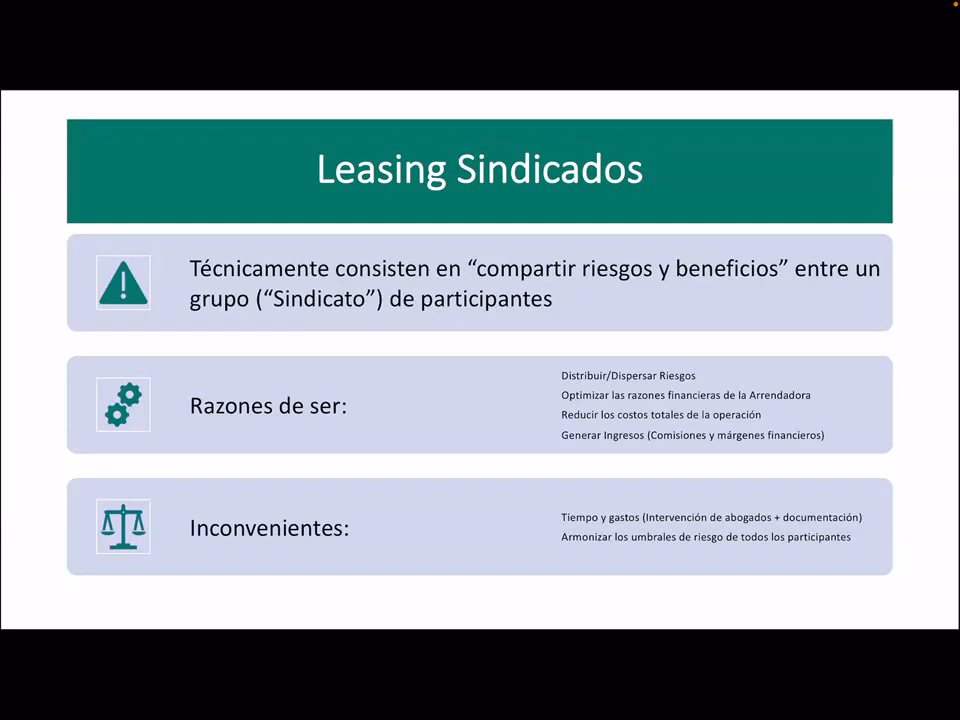 Leasing Sindicados
Técnicamente consisten en “compartir riesgos y beneficios” entre un
grupo (“Sindicato”) de participantes
Razones de ser:
Distribuir/Dispersar Riesgos
Optimizar las razones financieras de la Arrendadora
Reducir los costos totales de la operación
Generar Ingresos (Comisiones y márgenes financieros)
Inconvenientes:
Tiempo y gastos (Intervención de abogados + documentación)
Armonizar los umbrales de riesgo de todos los participantes